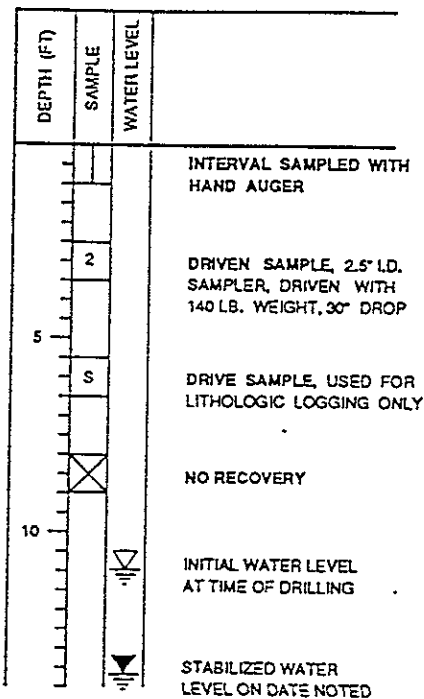 DEPTH (FT)
SAMPLE
WATER LEVEL
INTERVAL SAMPLED WITH
HAND AUGER
2
DRIVEN SAMPLE, 2.5" I.D.
SAMPLER, DRIVEN WITH
140 LB. WEIGHT, 30" DROP
5
S
DRIVE SAMPLE, USED FOR
LITHOLOGIC LOGGING ONLY
NO RECOVERY
10
INITIAL WATER LEVEL
AT TIME OF DRILLING
STABILIZED WATER
LEVEL ON DATE NOTED